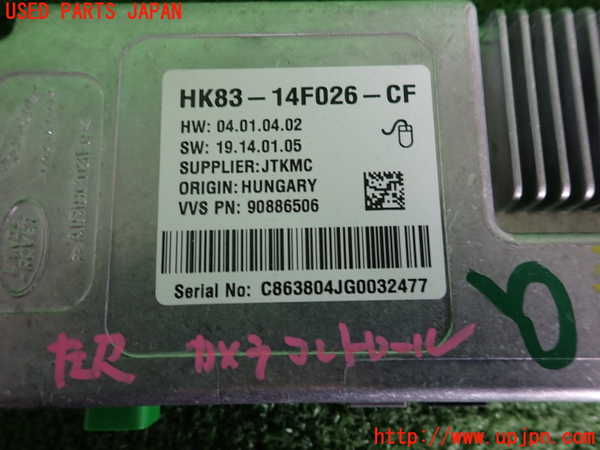 USED PARTS JAPAN
HK83-14F026-CF
HW: 04.01.04.02
SW: 19.14.01.05
SUPPLIER:JTKMC
ORIGIN:HUNGARY
VVS PN: 90886506
Serial No: C863804JG0032477
左R カメラ コントロール
http://www.upjpn.com/